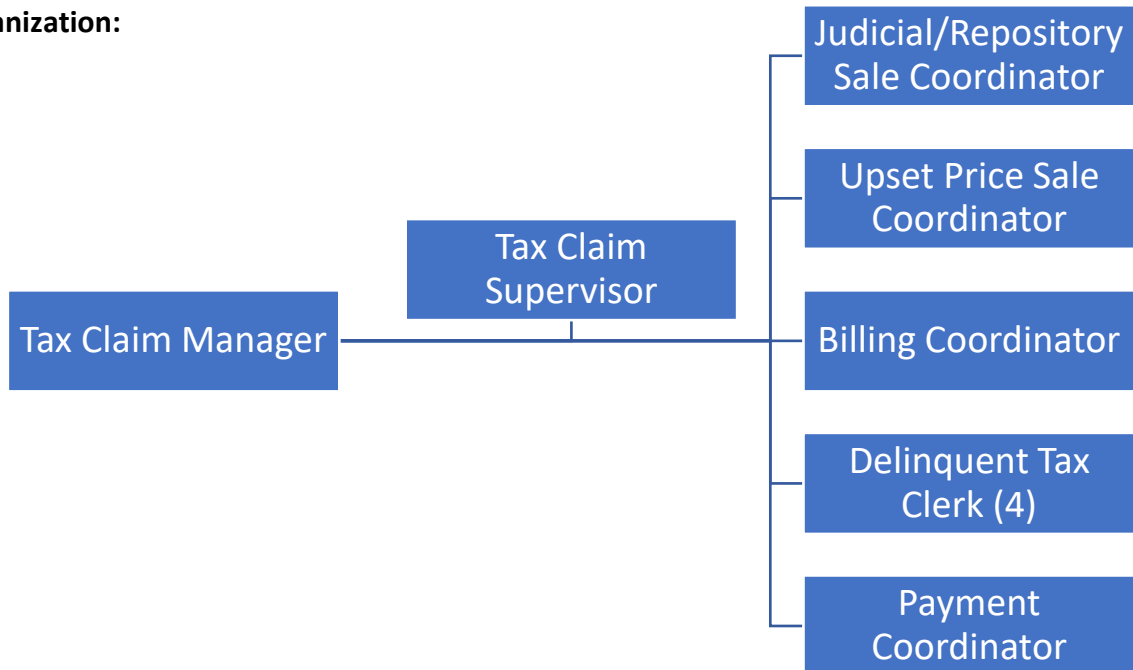 nization:
Judicial/Repository
Sale Coordinator
Upset Price Sale
Coordinator
Tax Claim
Supervisor
Tax Claim Manager
Billing Coordinator
Delinquent Tax
Clerk (4)
Payment
Coordinator